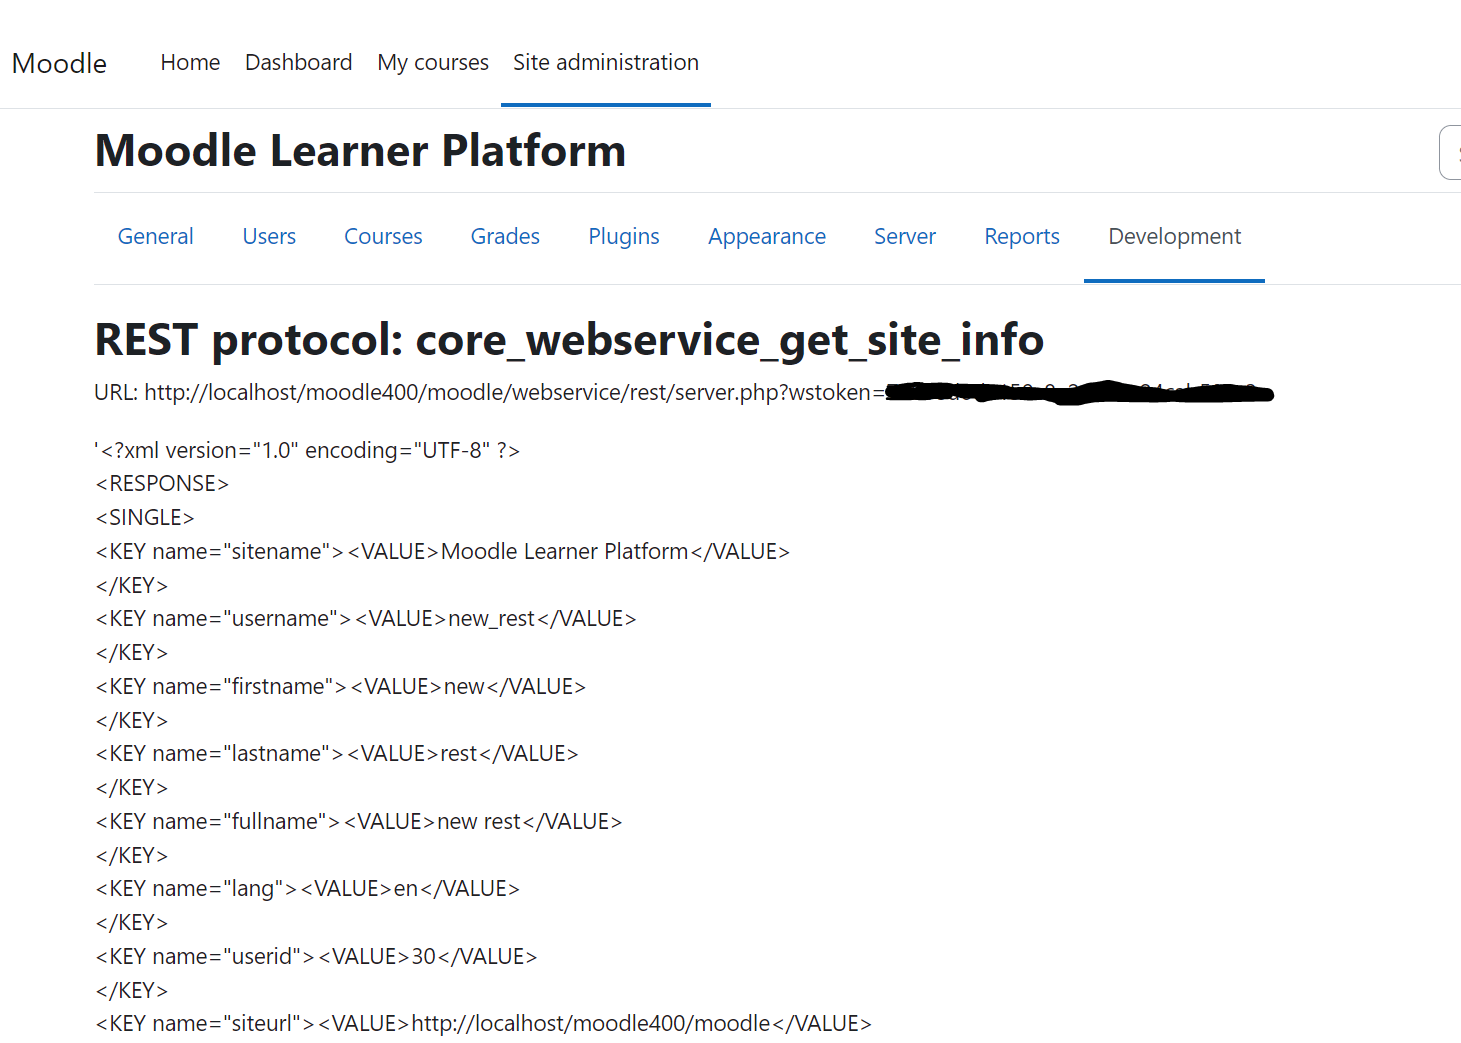 Moodle Home Dashboard My courses Site administration
Moodle Learner Platform
General Users Courses Grades Plugins Appearance Server Reports Development
REST protocol: core_webservice_get_site_info
URL: http://localhost/moodle400/moodle/webservice/rest/server.php?wstoken=
'<?xml version="1.0" encoding="UTF-8" ?>
<RESPONSE>
<SINGLE>
<KEY name="sitename"><VALUE>Moodle Learner Platform</VALUE>
</KEY>
<KEY name="username"><VALUE>new_rest</VALUE>
</KEY>
<KEY name="firstname"><VALUE>new</VALUE>
</KEY>
<KEY name="lastname"><VALUE>rest</VALUE>
</KEY>
<KEY name="fullname"><VALUE>new rest</VALUE>
</KEY>
<KEY name="lang"><VALUE>en</VALUE>
</KEY>
<KEY name="userid"><VALUE>30</VALUE>
</KEY>
<KEY name="siteurl"><VALUE>http://localhost/moodle400/moodle</VALUE>